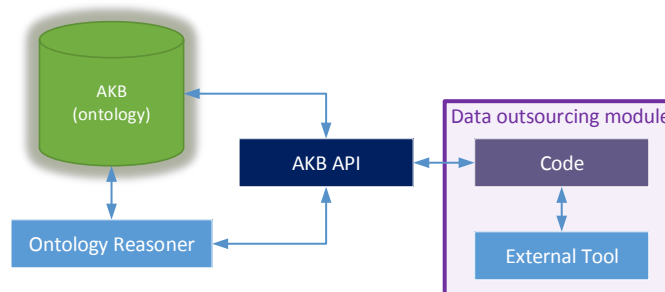 AKB
(ontology)
Data outsourcing module
AKB API
Code
Ontology Reasoner
External Tool